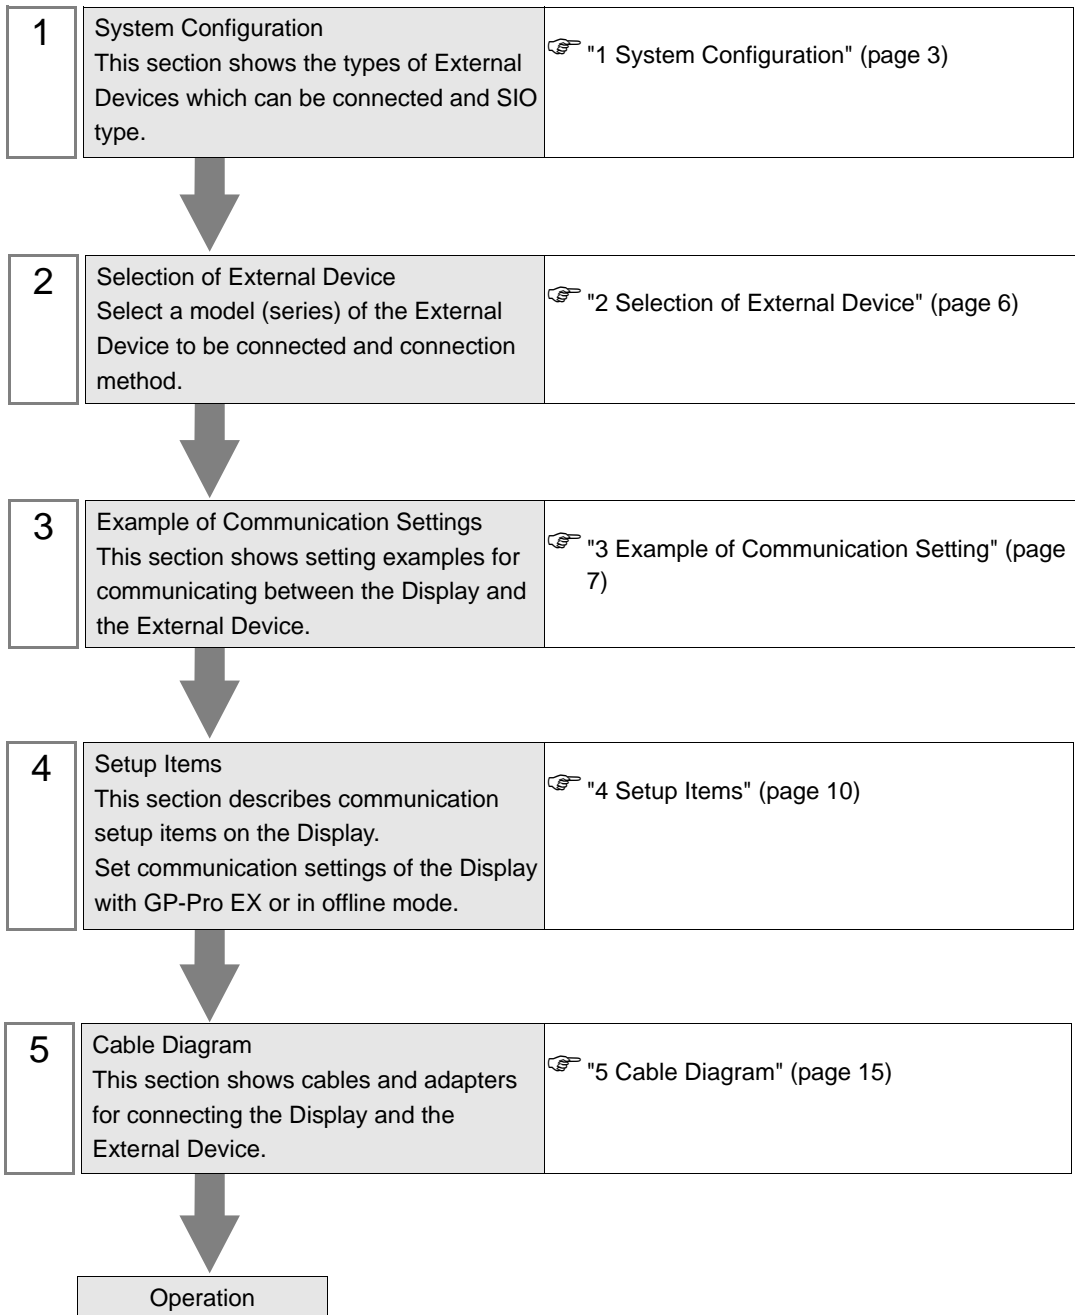 1
System Configuration
This section shows the types of External
Devices which can be connected and SIO
type.
"1 System Configuration" (page 3)
2
Selection of External Device
Select a model (series) of the External
Device to be connected and connection
method.
"2 Selection of External Device" (page 6)
3
Example of Communication Settings
This section shows setting examples for
communicating between the Display and
the External Device.
"3 Example of Communication Setting" (page
7)
4
Setup Items
This section describes communication
setup items on the Display.
Set communication settings of the Display
with GP-Pro EX or in offline mode.
"4 Setup Items" (page 10)
5
Cable Diagram
This section shows cables and adapters
for connecting the Display and the
External Device.
"5 Cable Diagram" (page 15)
Operation